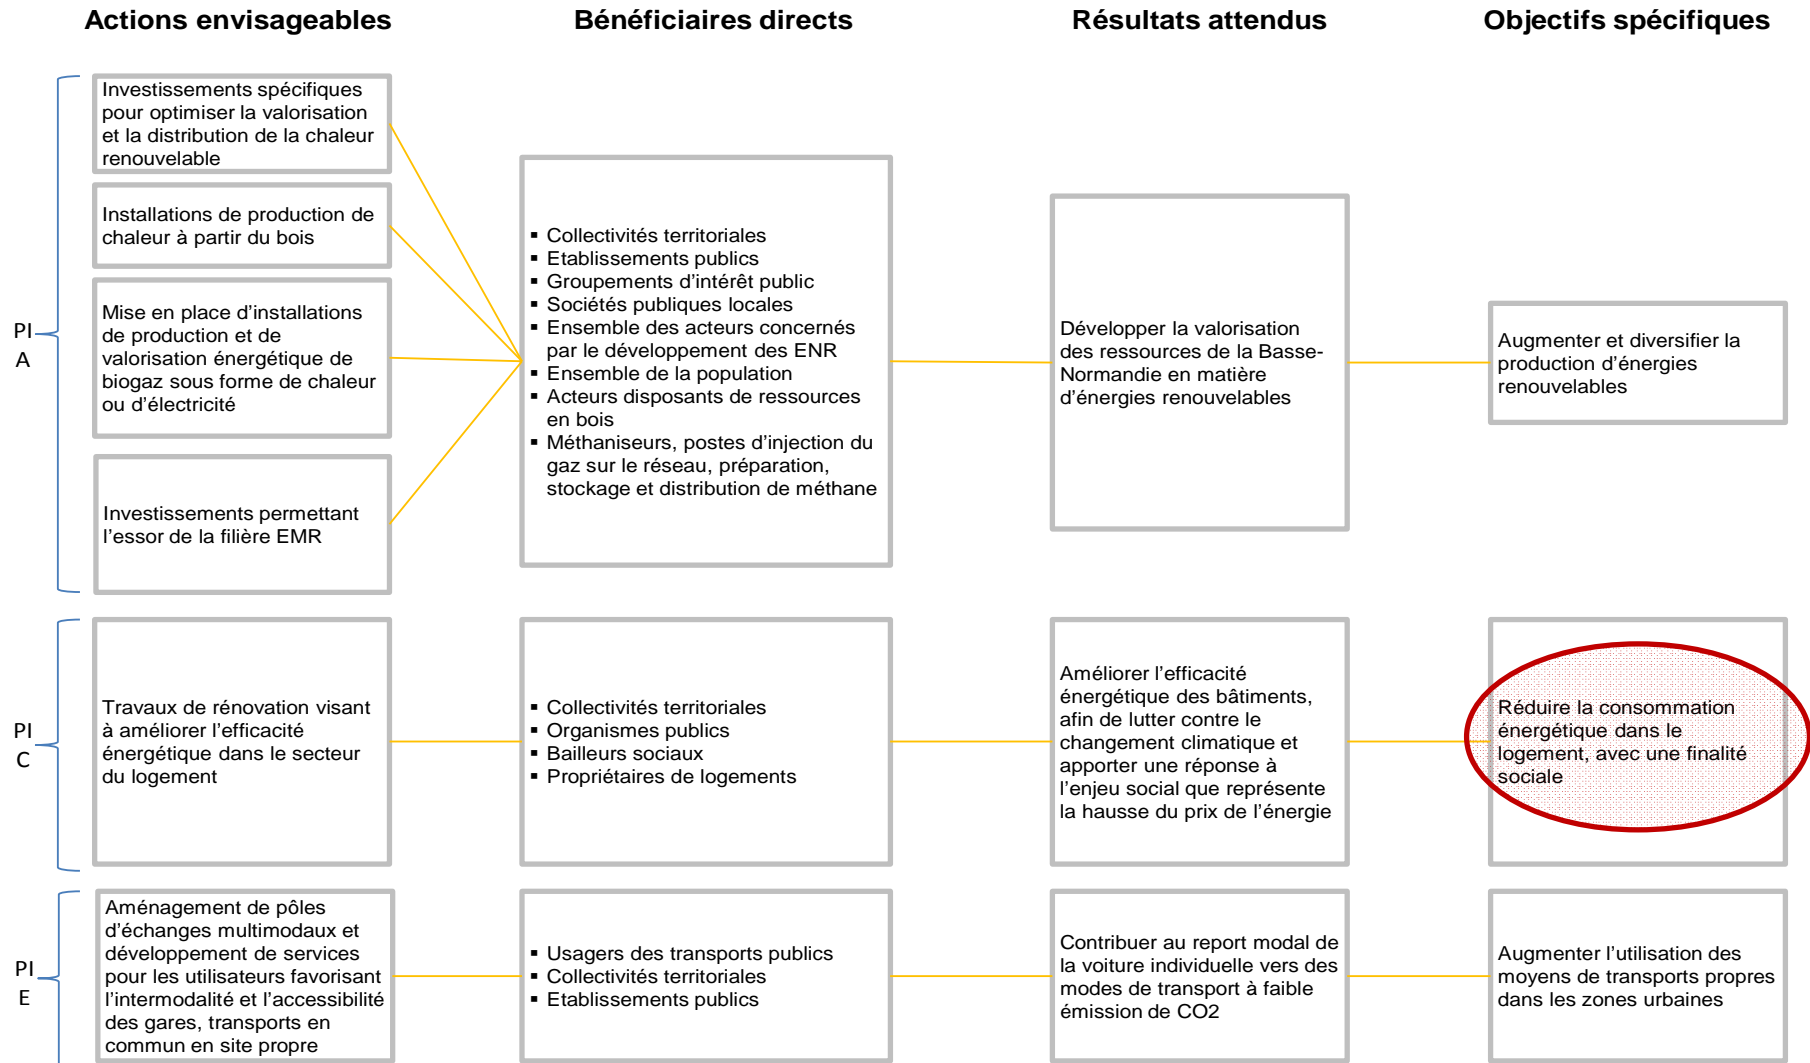 Actions envisageables
Bénéficiaires directs
Résultats attendus
Objectifs spécifiques
PI
A
Investissements spécifiques
pour optimiser la valorisation
et la distribution de la chaleur
renouvelable
Installations de production de
chaleur à partir du bois
Mise en place d’installations
de production et de
valorisation énergétique de
biogaz sous forme de chaleur
ou d’électricité
Investissements permettant
l’essor de la filière EMR
▪ Collectivités territoriales
▪ Etablissements publics
▪ Groupements d’intérêt public
▪ Sociétés publiques locales
▪ Ensemble des acteurs concernés
par le développement des ENR
▪ Ensemble de la population
▪ Acteurs disposants de ressources
en bois
▪ Méthaniseurs, postes d’injection du
gaz sur le réseau, préparation,
stockage et distribution de méthane
Développer la valorisation
des ressources de la Basse-
Normandie en matière
d’énergies renouvelables
Augmenter et diversifier la
production d’énergies
renouvelables
PI
C
Travaux de rénovation visant
à améliorer l’efficacité
énergétique dans le secteur
du logement
▪ Collectivités territoriales
▪ Organismes publics
▪ Bailleurs sociaux
▪ Propriétaires de logements
Améliorer l’efficacité
énergétique des bâtiments,
afin de lutter contre le
changement climatique et
apporter une réponse à
l’enjeu social que représente
la hausse du prix de l’énergie
Réduire la consommation
énergétique dans le
logement, avec une finalité
sociale
PI
E
Aménagement de pôles
d’échanges multimodaux et
développement de services
pour les utilisateurs favorisant
l’intermodalité et l’accessibilité
des gares, transports en
commun en site propre
▪ Usagers des transports publics
▪ Collectivités territoriales
▪ Etablissements publics
Contribuer au report modal de
la voiture individuelle vers des
modes de transport à faible
émission de CO2
Augmenter l’utilisation des
moyens de transports propres
dans les zones urbaines